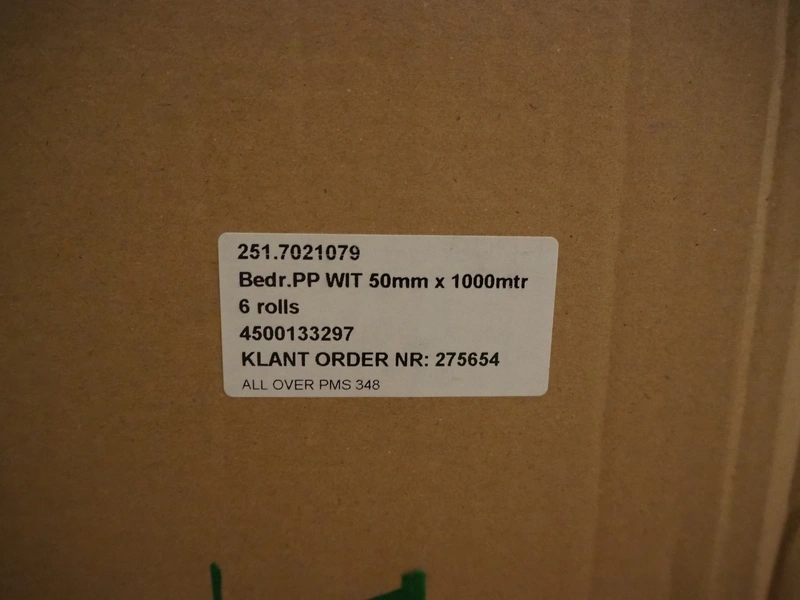 251.7021079
Bedr.PP WIT 50mm x 1000mtr
6 rolls
4500133297
KLANT ORDER NR: 275654
ALL OVER PMS 348